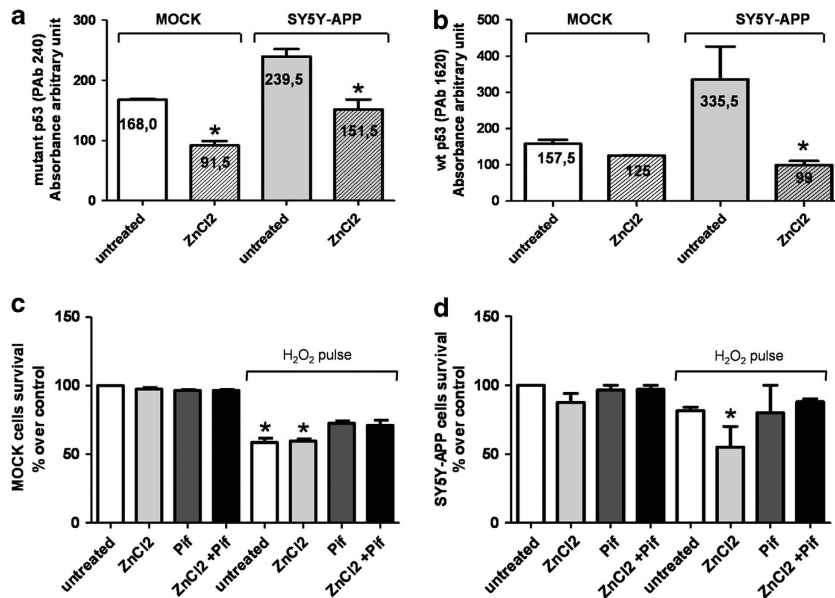 a
MOCK
SY5Y-APP
mutant p53 (PAb 240)
Absorbance arbitrary unit
300
200
100
0
168,0
*
91,5
239,5
*
151,5
untreated
ZnCl2
untreated
ZnCl2
b
MOCK
SY5Y-APP
wt p53 (PAb 1620)
Absorbance arbitrary unit
500
400
300
200
100
0
157,5
125
335,5
*
99
untreated
ZnCl2
untreated
ZnCl2
c
MOCK cells survival
% over control
150
100
50
0
H₂O₂ pulse
*
*
untreated
ZnCl2
Pif
ZnCl2 +Pif
untreated
ZnCl2
Pif
ZnCl2 +Pif
d
SY5Y-APP cells survival
% over control
150
100
50
0
H₂O₂ pulse
*
untreated
ZnCl2
Pif
ZnCl2 +Pif
untreated
ZnCl2
Pif
ZnCl2 +Pif